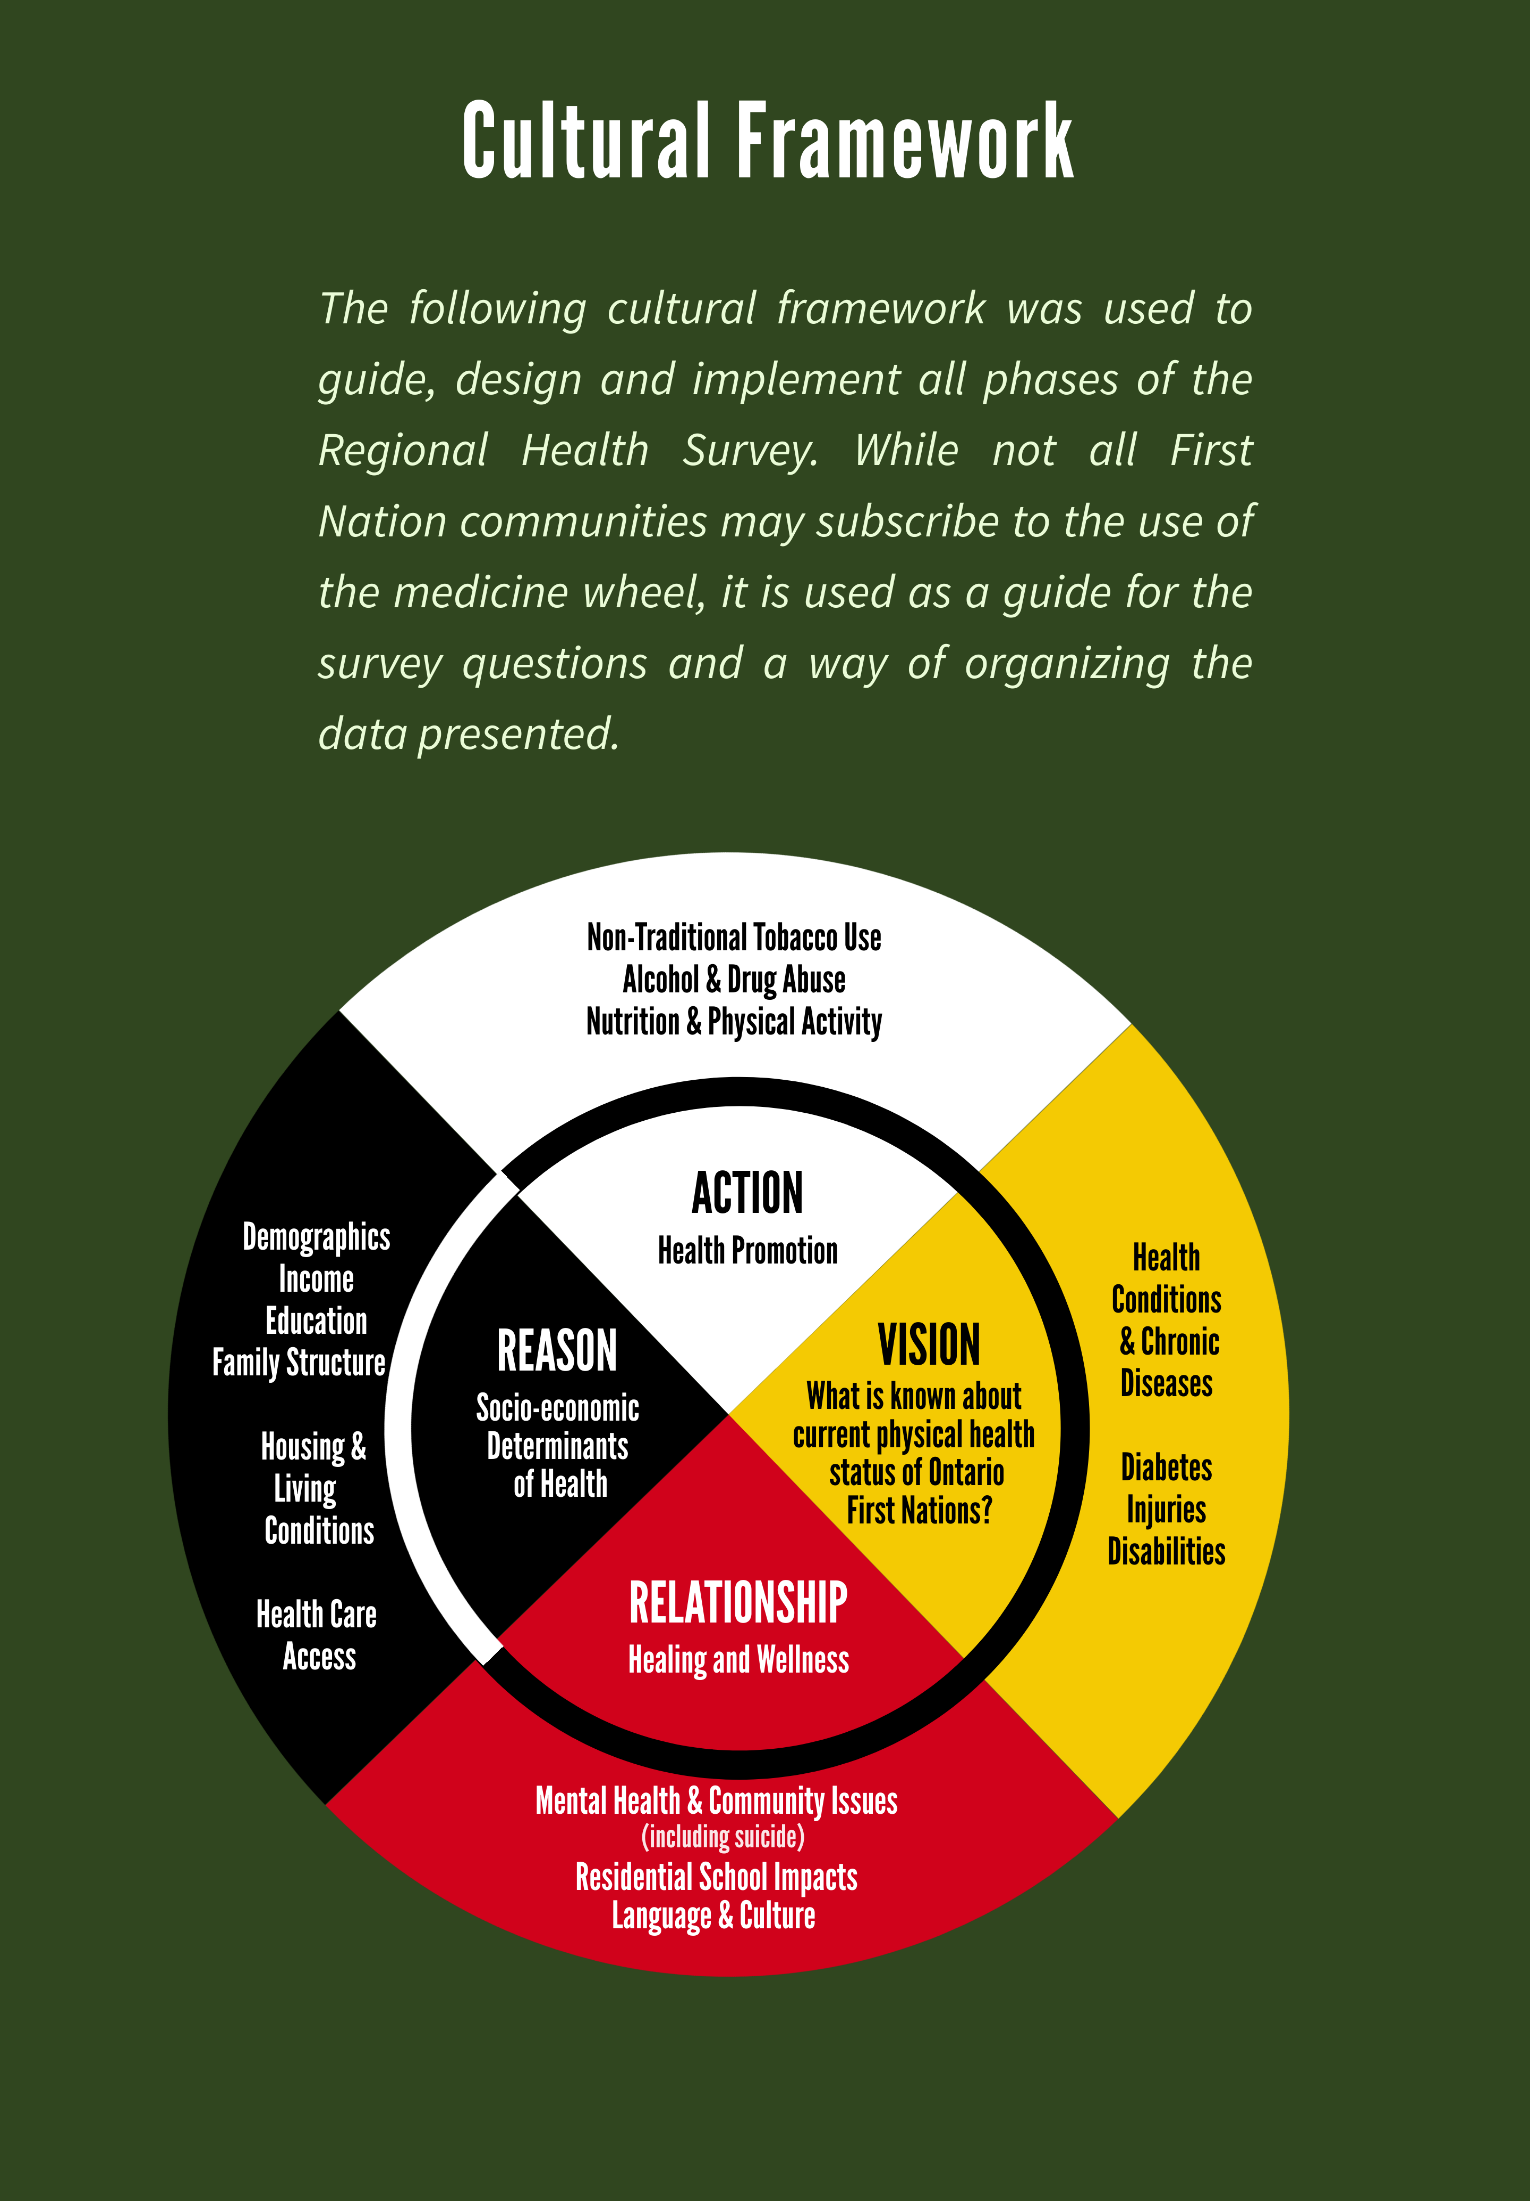 Cultural Framework
The following cultural framework was used to
guide, design and implement all phases of the
Regional Health Survey. While not all First
Nation communities may subscribe to the use of
the medicine wheel, it is used as a guide for the
survey questions and a way of organizing the
data presented.
Non-Traditional Tobacco Use
Alcohol & Drug Abuse
Nutrition & Physical Activity
ACTION
Health Promotion
Demographics
Income
Education
Family Structure
Housing &
Living
Conditions
Health Care
Access
REASON
Socio-economic
Determinants
of Health
VISION
What is known about
current physical health
status of Ontario
First Nations?
Health
Conditions
& Chronic
Diseases
Diabetes
Injuries
Disabilities
RELATIONSHIP
Healing and Wellness
Mental Health & Community Issues
(including suicide)
Residential School Impacts
Language & Culture